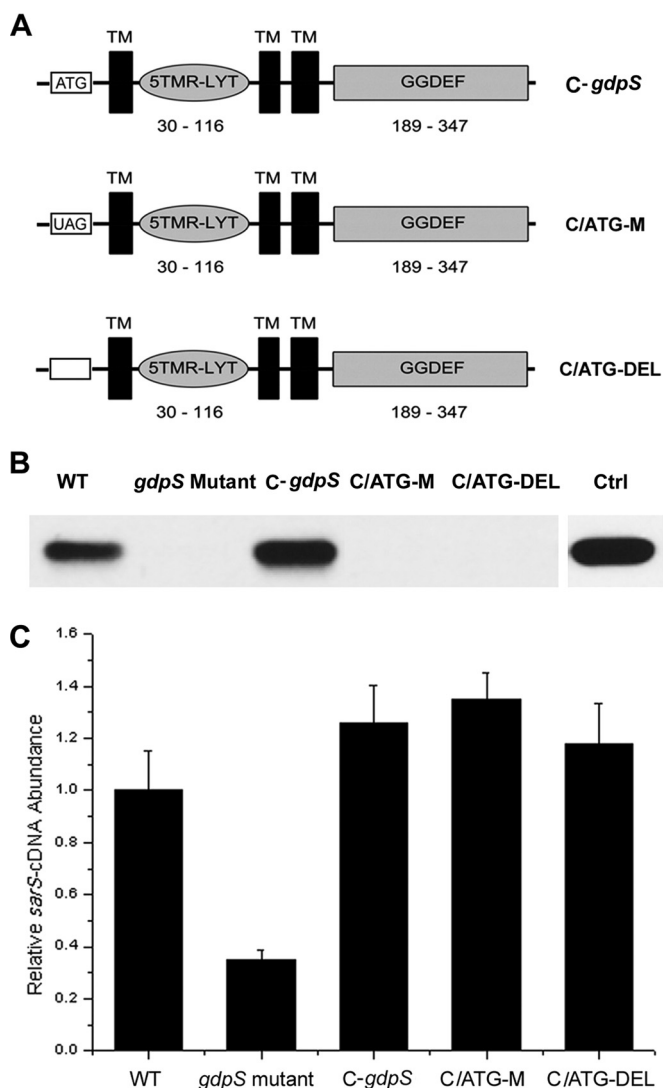 A
TM TM TM
ATG 5TMR-LYT GGDEF C-gdpS
30 - 116 189 - 347
TM TM TM
UAG 5TMR-LYT GGDEF C/ATG-M
30 - 116 189 - 347
TM TM TM
5TMR-LYT GGDEF C/ATG-DEL
30 - 116 189 - 347
B
WT gdpS Mutant C-gdpS C/ATG-M C/ATG-DEL Ctrl
C
1.6
1.4
1.2
1.0
0.8
0.6
0.4
0.2
0.0
Relative sarS-cDNA Abundance
WT gdpS mutant C-gdpS C/ATG-M C/ATG-DEL